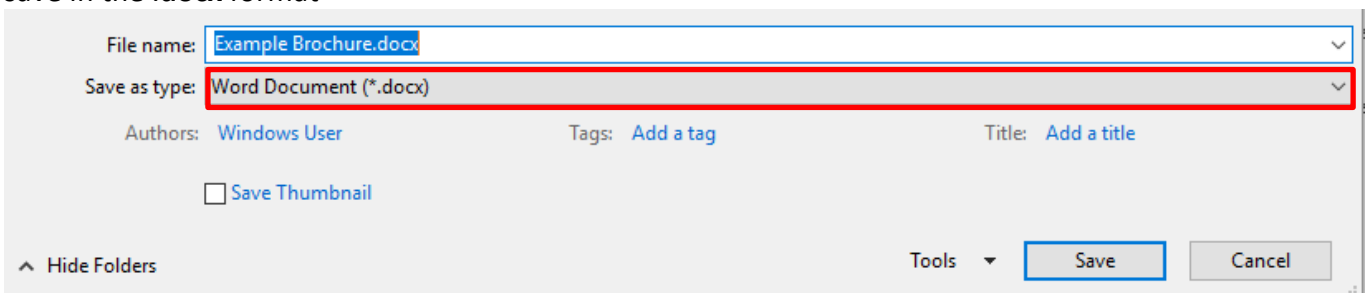 File name: Example Brochure.docx
Save as type: Word Document (*.docx)
Authors: Windows User Tags: Add a tag Title: Add a title
Save Thumbnail
Hide Folders Tools Save Cancel